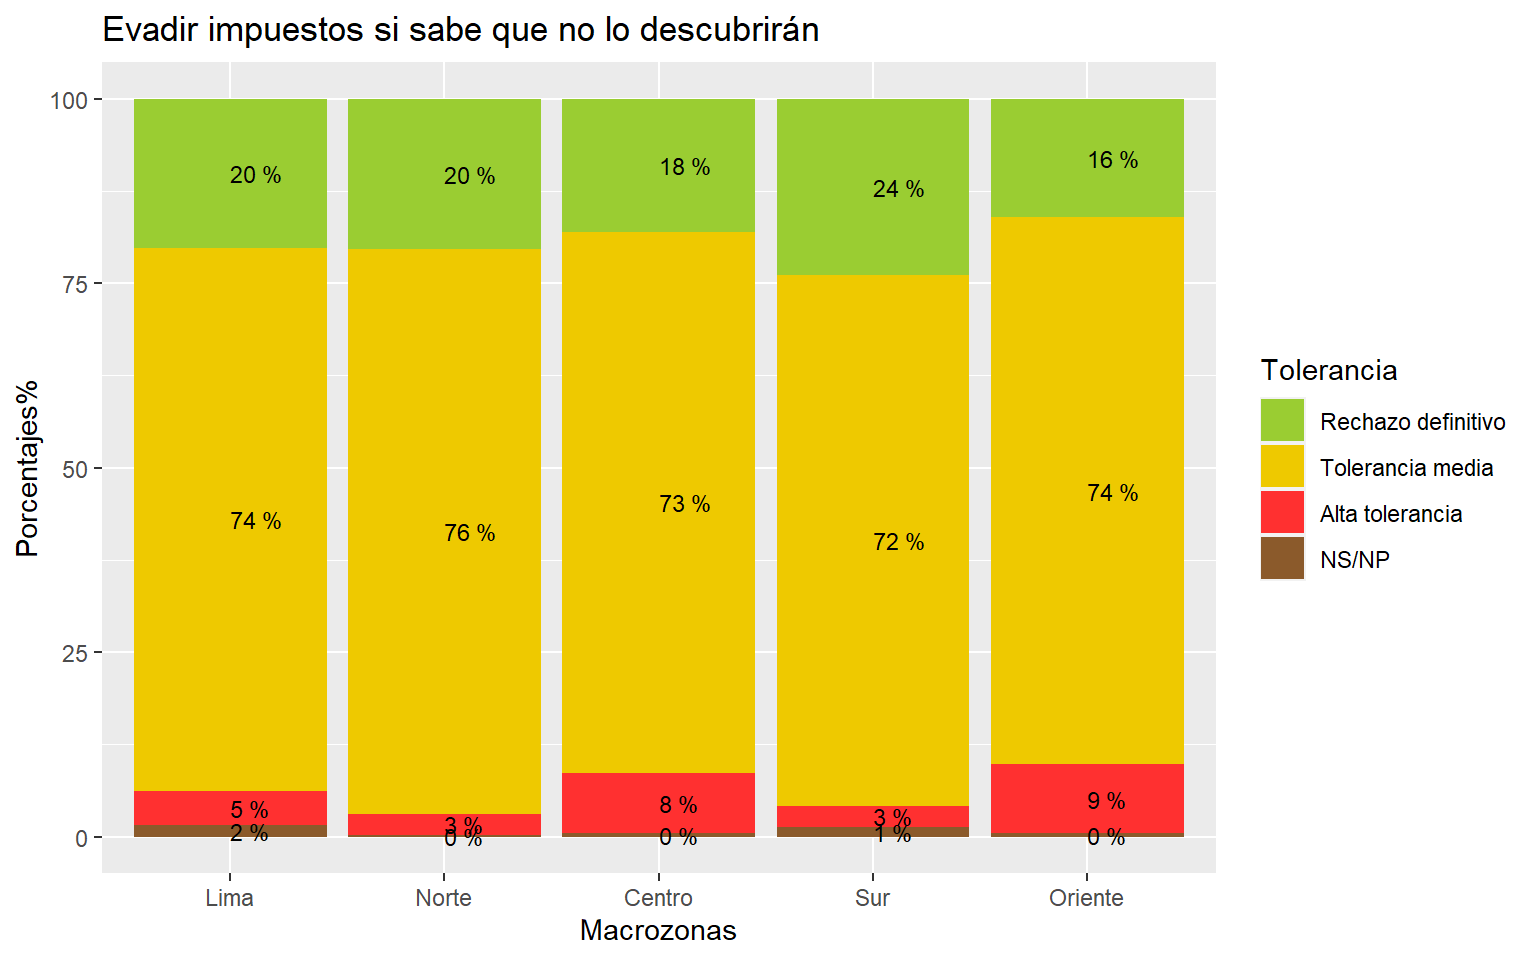 Evadir impuestos si sabe que no lo descubrirán
Porcentajes%
100
75
50
25
0
20 %
20 %
18 %
24 %
16 %
74 %
76 %
73 %
72 %
74 %
5 %
3 %
8 %
3 %
9 %
2 %
0 %
0 %
1 %
0 %
Lima
Norte
Centro
Sur
Oriente
Macrozonas
Tolerancia
Rechazo definitivo
Tolerancia media
Alta tolerancia
NS/NP